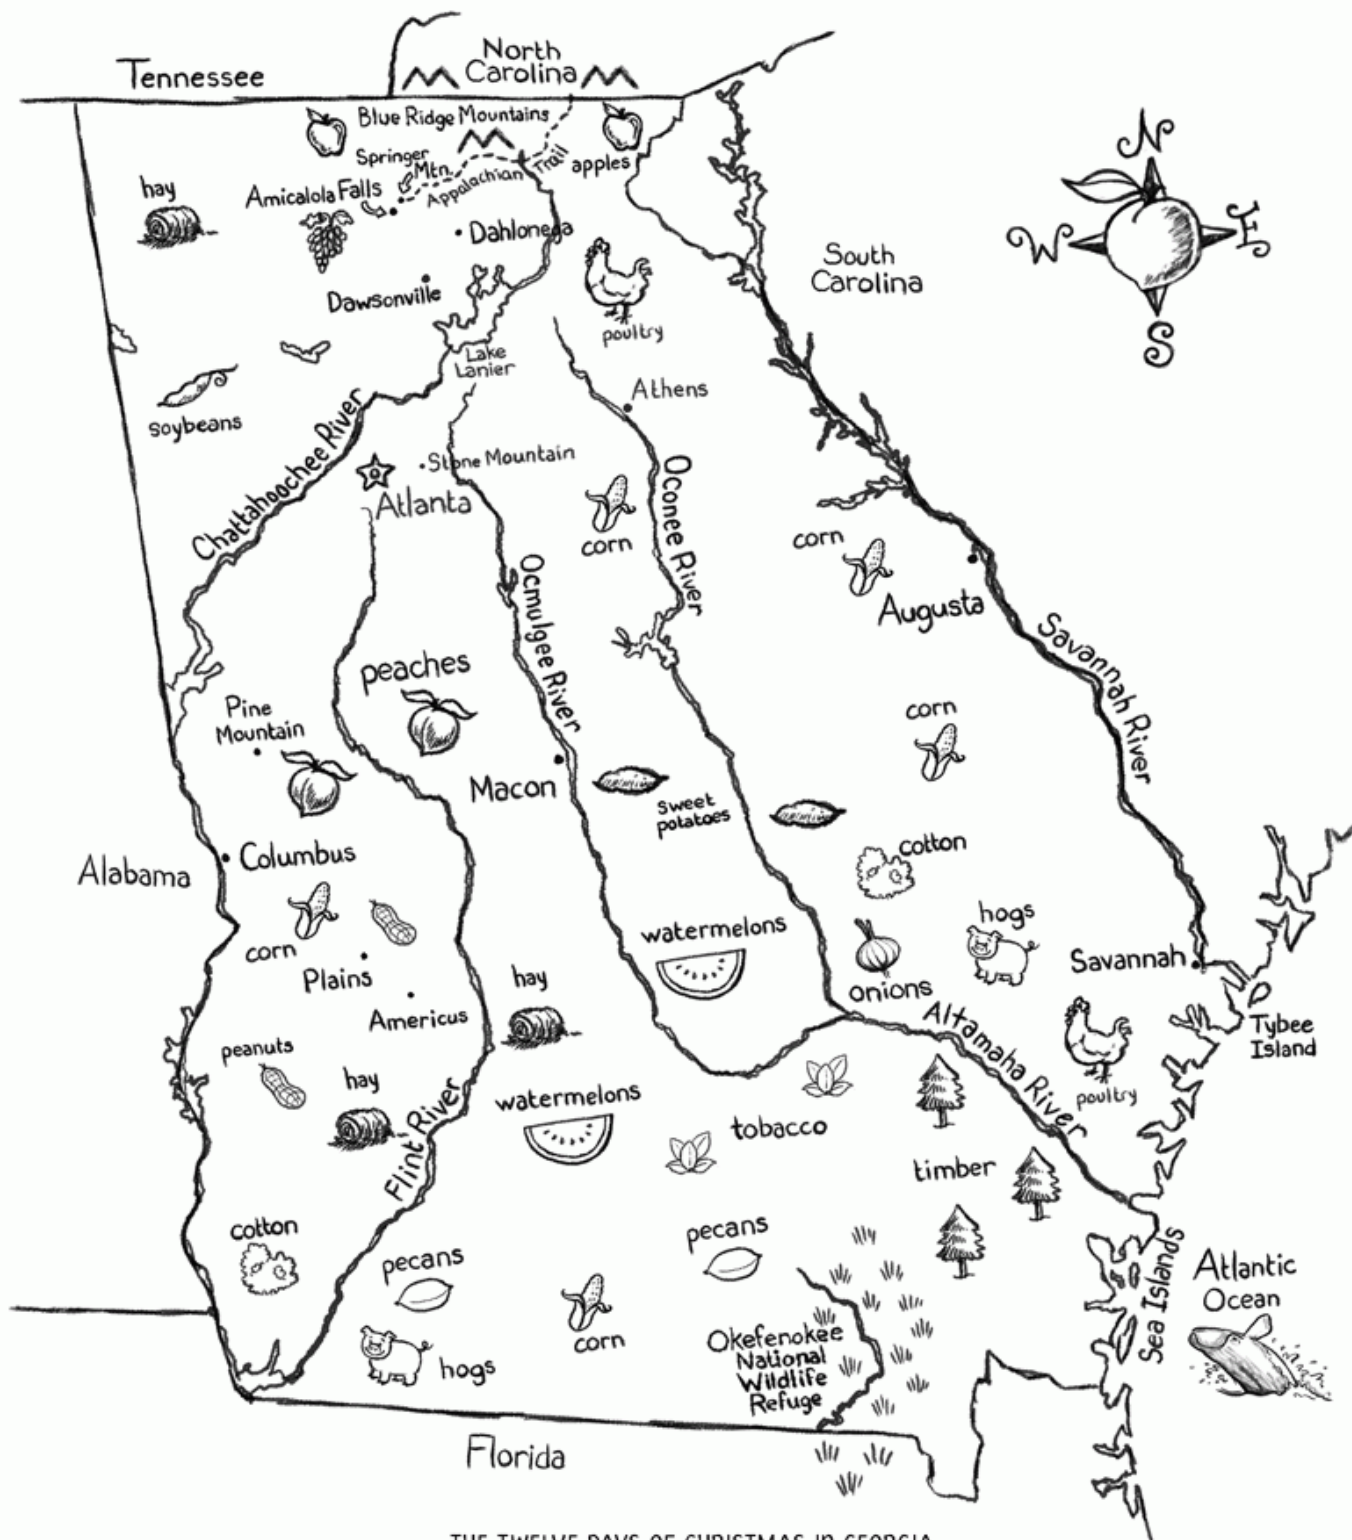 North
Carolina
Tennessee
Blue Ridge Mountains
Springer
Mtn.
Appalachian Trail
apples
hay
Amicalola Falls
Dahlonega
N
W
E
S
South
Carolina
Dawsonville
poultry
Lake
Lanier
Athens
soybeans
Chattahoochee River
Stone Mountain
Atlanta
Oconee River
corn
corn
Augusta
Ocmulgee River
Savannah River
peaches
Pine
Mountain
corn
Macon
sweet
potatoes
Alabama
Columbus
cotton
corn
Plains
Americus
hay
watermelons
onions
hogs
Savannah
Tybee
Island
Altamaha River
peanuts
hay
Flint River
watermelons
tobacco
poultry
timber
cotton
pecans
pecans
hogs
corn
Okefenokee
National
Wildlife
Refuge
Sea Islands
Atlantic
Ocean
Florida
THE TWELVE DAYS OF CHRISTMAS in GEORGIA